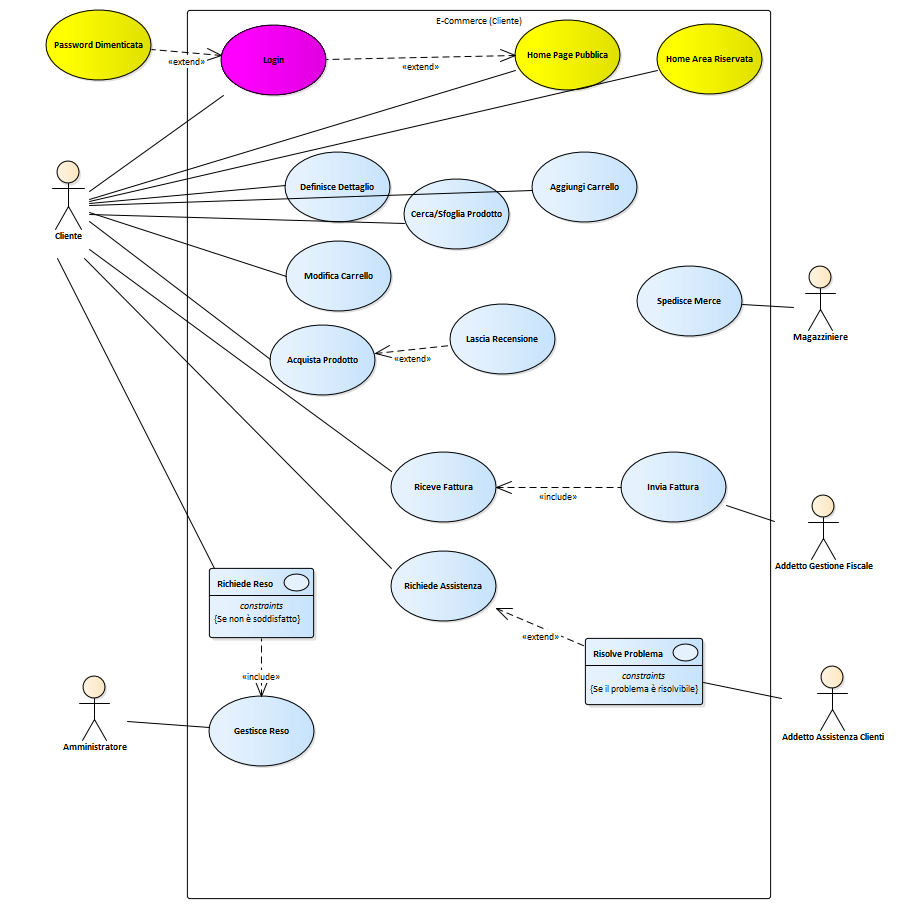 E-Commerce (Cliente)
Password Dimenticata
«extend»
Login
«extend»
Home Page Pubblica
Home Area Riservata
Cliente
Definisce Dettaglio
Cerca/Sfoglia Prodotto
Aggiungi Carrello
Modifica Carrello
Spedisce Merce
Magazziniere
Acquista Prodotto
«extend»
Lascia Recensione
Riceve Fattura
«include»
Invia Fattura
Addetto Gestione Fiscale
Richiede Reso
constraints
{Se non è soddisfatto}
Richiede Assistenza
«extend»
Risolve Problema
constraints
{Se il problema è risolvibile}
Addetto Assistenza Clienti
«include»
Gestisce Reso
Amministratore